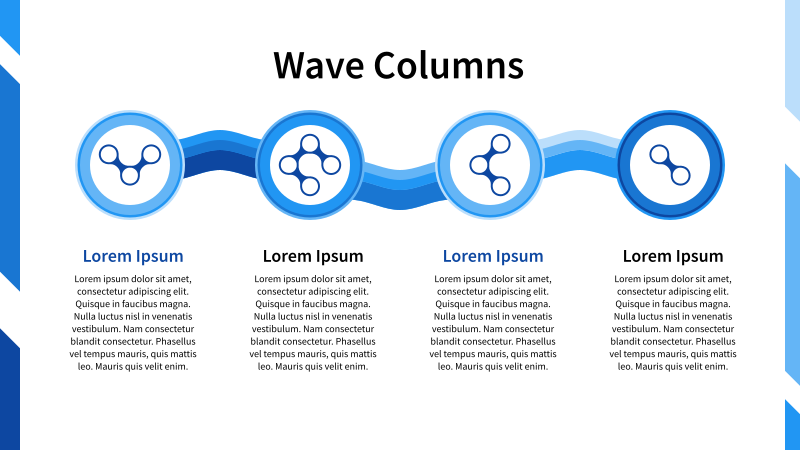 Wave Columns
Lorem Ipsum
Lorem ipsum dolor sit amet,
consectetur adipiscing elit.
Quisque in faucibus magna.
Nulla luctus nisl in venenatis
vestibulum. Nam consectetur
blandit consectetur. Phasellus
vel tempus mauris, quis mattis
leo. Mauris quis velit enim.
Lorem Ipsum
Lorem ipsum dolor sit amet,
consectetur adipiscing elit.
Quisque in faucibus magna.
Nulla luctus nisl in venenatis
vestibulum. Nam consectetur
blandit consectetur. Phasellus
vel tempus mauris, quis mattis
leo. Mauris quis velit enim.
Lorem Ipsum
Lorem ipsum dolor sit amet,
consectetur adipiscing elit.
Quisque in faucibus magna.
Nulla luctus nisl in venenatis
vestibulum. Nam consectetur
blandit consectetur. Phasellus
vel tempus mauris, quis mattis
leo. Mauris quis velit enim.
Lorem Ipsum
Lorem ipsum dolor sit amet,
consectetur adipiscing elit.
Quisque in faucibus magna.
Nulla luctus nisl in venenatis
vestibulum. Nam consectetur
blandit consectetur. Phasellus
vel tempus mauris, quis mattis
leo. Mauris quis velit enim.